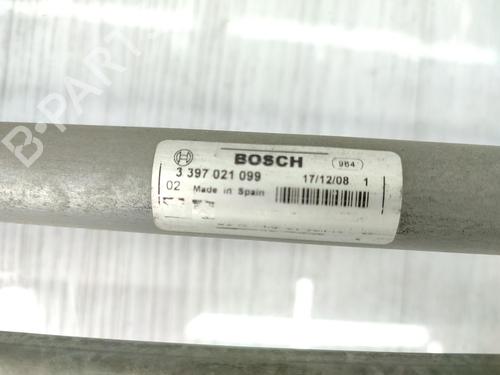 BOSCH 984
3 397 021 099 17/12/08 1
02 Made in Spain
B-PARTS